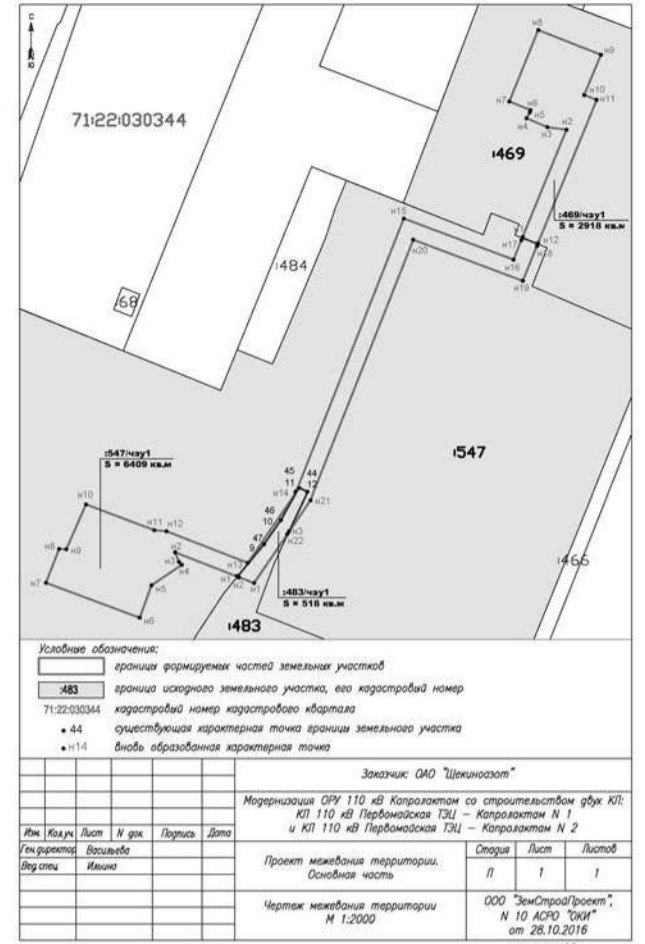 С
Ю
71:22:030344
:469
:469/чзу1
S = 2918 кв.м
:484
:68
:547
:547/чзу1
S = 6409 кв.м
:466
:483/чзу1
S = 518 кв.м
:483
н8
н9
н10
н11
н7
н6
н5
н4
н3
н2
н15
н1
н17
н12
н18
н16
н20
н19
45
44
11
12
н14
н21
46
10
н3
н22
47
н13
н1
н2
н1
н10
н11
н12
н8
н9
н2
н3
н4
н7
н5
н6
Условные обозначения:
границы формируемых частей земельных участков
:483 граница исходного земельного участка, его кадастровый номер
71:22:030344 кадастровый номер кадастрового квартала
• 44 существующая характерная точка границы земельного участка
• н14 вновь образованная характерная точка
Заказчик: ОАО "Щекиноазот"
Модернизация ОРУ 110 кВ Капролактам со строительством двух КЛ:
КЛ 110 кВ Первомайская ТЭЦ – Капролактам N 1
и КЛ 110 кВ Первомайская ТЭЦ – Капролактам N 2
Изм Кол.уч Лист N док Подпись Дата
Ген.директор Васильева
Вед.спец Ильина
Проект межевания территории.
Основная часть
Стадия Лист Листов
П 1 1
Чертеж межевания территории
М 1:2000
ООО "ЗемСтройПроект",
N 10 АСРО "ОКИ"
от 28.10.2016